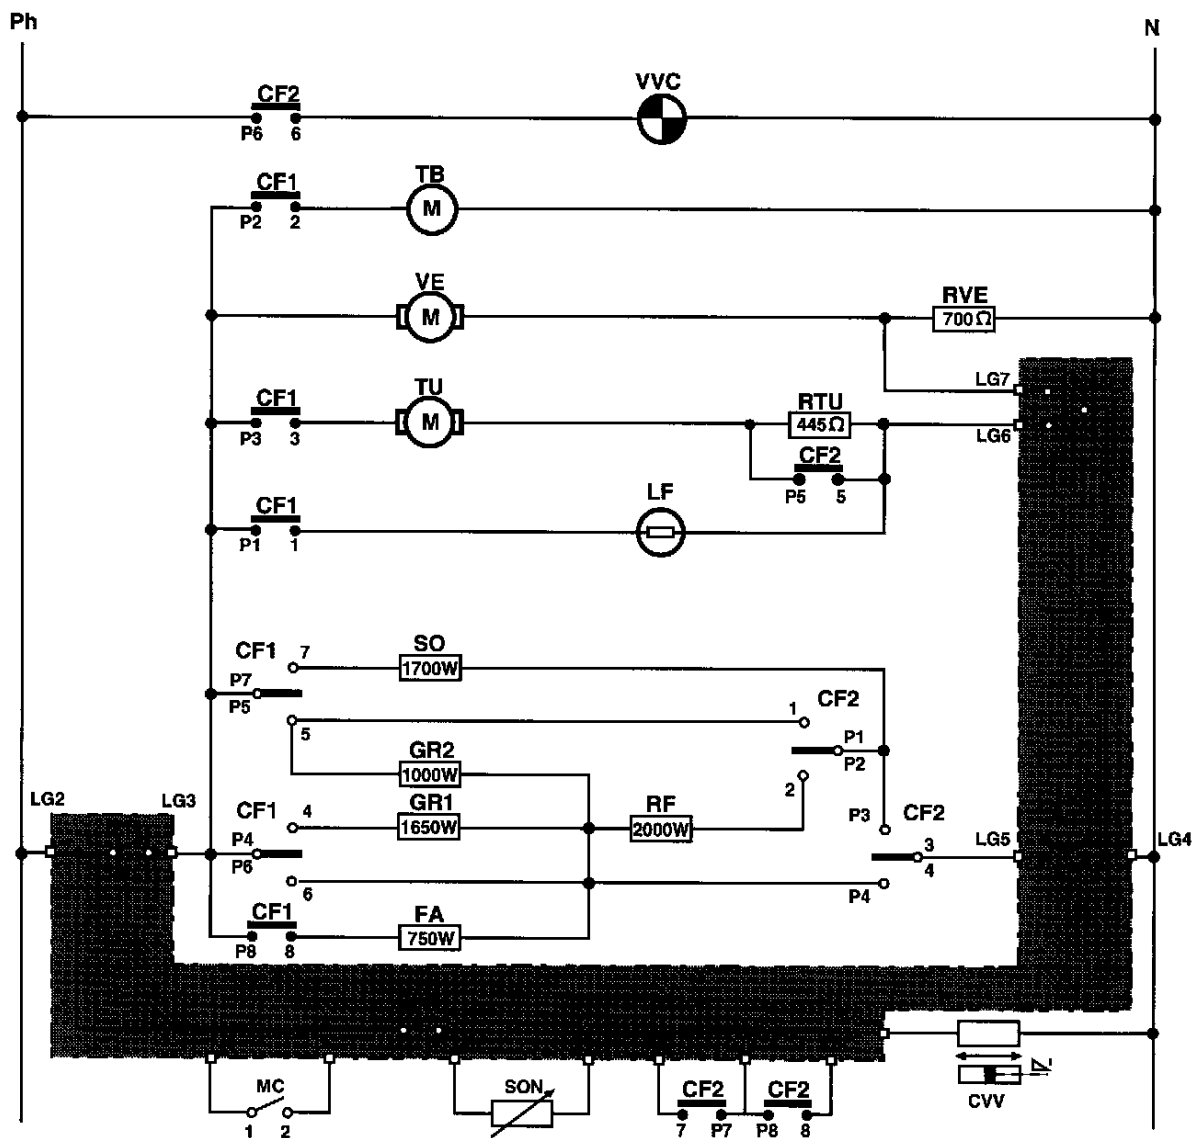 Ph
N
CF2
VVC
P6 6
CF1
TB
M
P2 2
VE
M
RVE
700Ω
CF1
TU
M
P3 3
RTU
445Ω
LG7
LG6
CF2
P5 5
CF1
LF
P1 1
CF1 7
SO
1700W
P7
P5
5
1 CF2
P1
P2
2
GR2
1000W
LG2
LG3
CF1 4
GR1
1650W
RF
2000W
P4
P6
6
P3 CF2
3
4
P4
LG5
LG4
CF1
FA
750W
P8 8
MC
1 2
SON
CF2
7 P7
CF2
P8 8
CVV